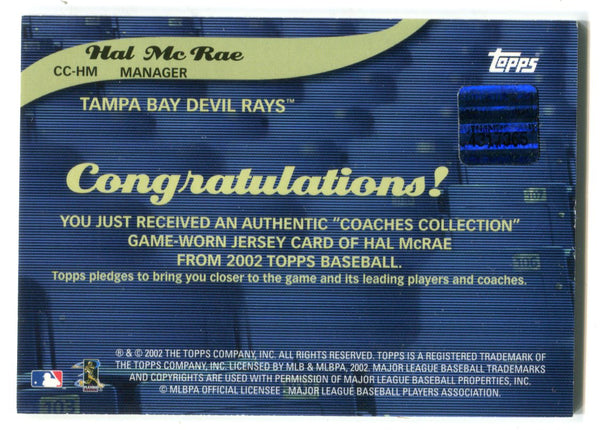 Hal McRae
CC-HM MANAGER
topps
TAMPA BAY DEVIL RAYS™
Congratulations!
YOU JUST RECEIVED AN AUTHENTIC "COACHES COLLECTION"
GAME-WORN JERSEY CARD OF HAL McRAE
FROM 2002 TOPPS BASEBALL.
Topps pledges to bring you closer to the game and its leading players and coaches.
® & © 2002 THE TOPPS COMPANY, INC. ALL RIGHTS RESERVED. TOPPS IS A REGISTERED TRADEMARK OF
THE TOPPS COMPANY, INC. LICENSED BY MLB & MLBPA, 2002. MAJOR LEAGUE BASEBALL TRADEMARKS
AND COPYRIGHTS ARE USED WITH PERMISSION OF MAJOR LEAGUE BASEBALL PROPERTIES, INC.
© MLBPA OFFICIAL LICENSEE - MAJOR LEAGUE BASEBALL PLAYERS ASSOCIATION.